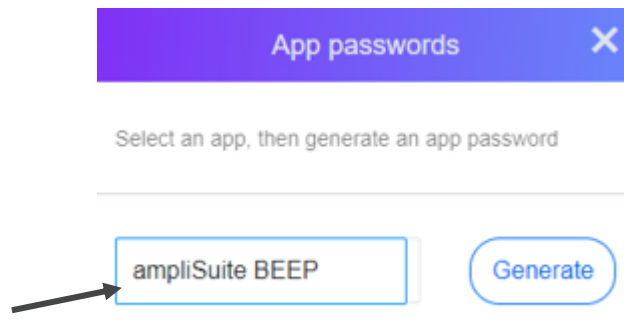 App passwords
Select an app, then generate an app password
ampliSuite BEEP
Generate